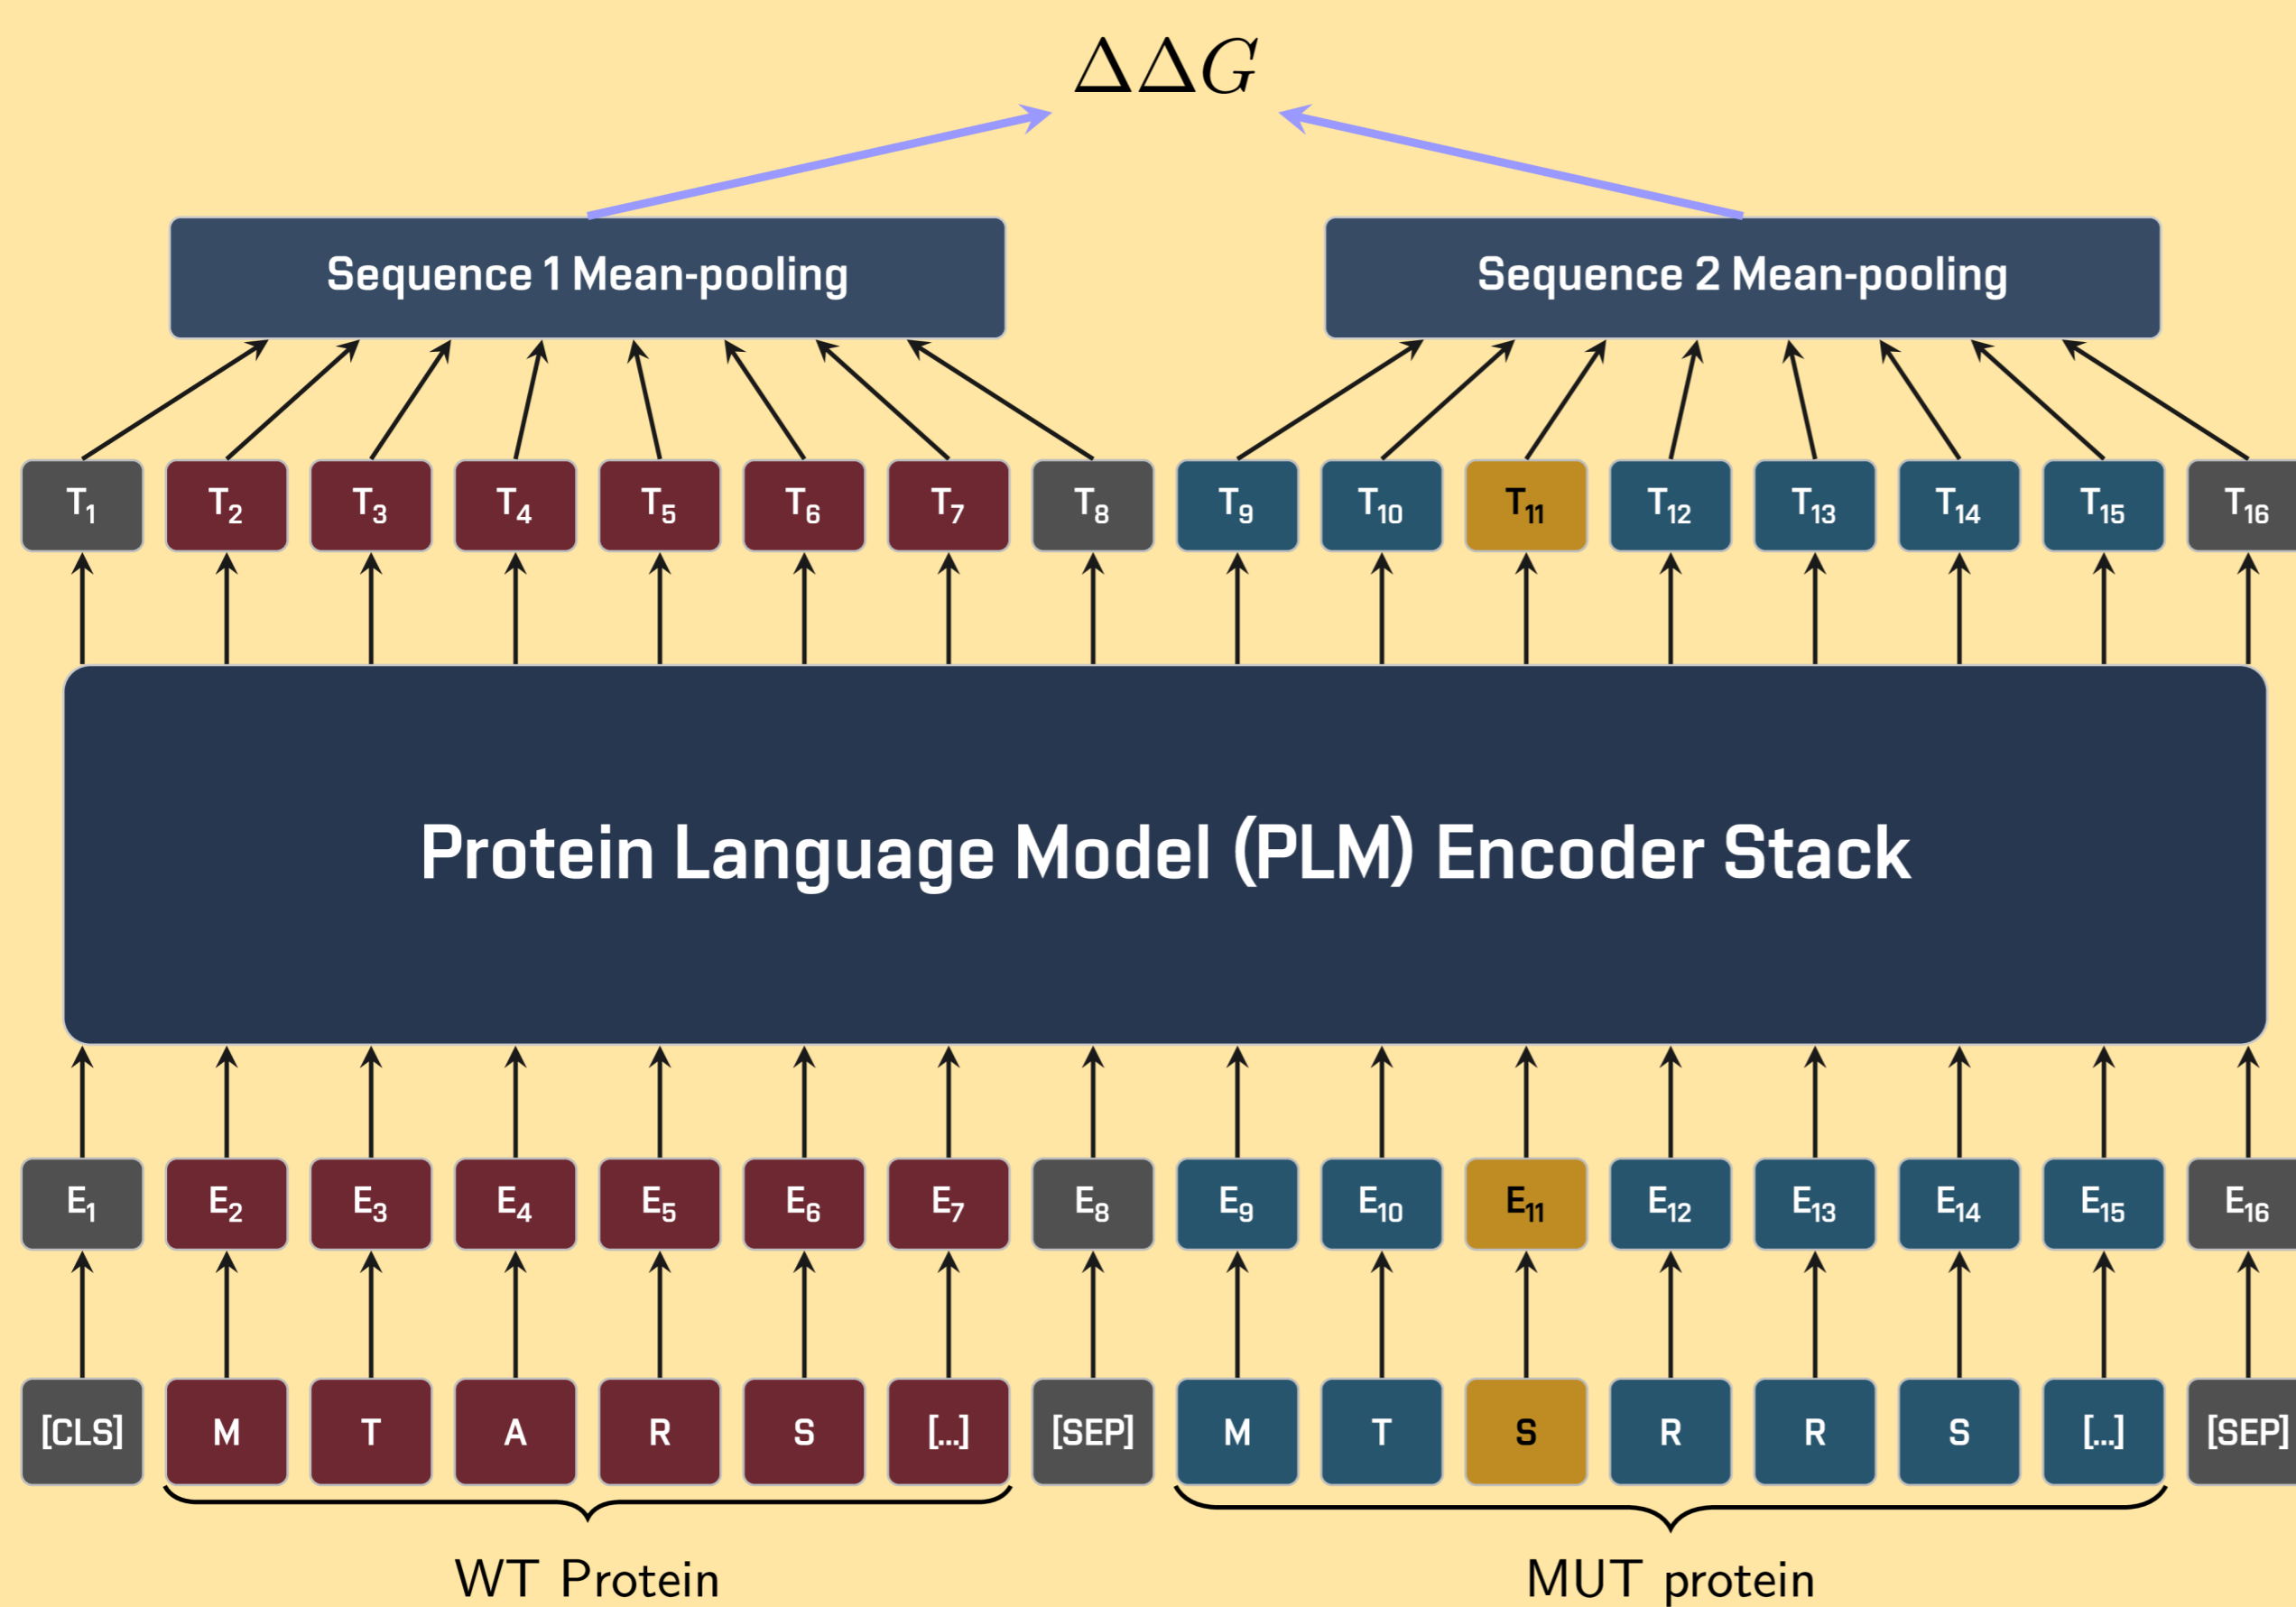 ΔΔG
Sequence 1 Mean-pooling Sequence 2 Mean-pooling
T1 T2 T3 T4 T5 T6 T7 T8 T9 T10 T11 T12 T13 T14 T15 T16
Protein Language Model (PLM) Encoder Stack
E1 E2 E3 E4 E5 E6 E7 E8 E9 E10 E11 E12 E13 E14 E15 E16
[CLS] M T A R S [...] [SEP] M T S R R S [...] [SEP]
WT Protein MUT protein